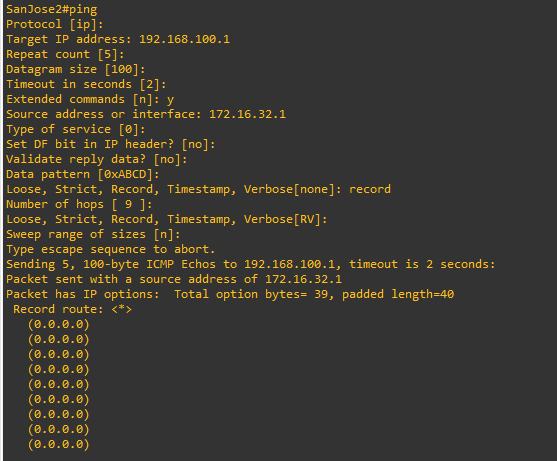 SanJose2#ping
Protocol [ip]:
Target IP address: 192.168.100.1
Repeat count [5]:
Datagram size [100]:
Timeout in seconds [2]:
Extended commands [n]: y
Source address or interface: 172.16.32.1
Type of service [0]:
Set DF bit in IP header? [no]:
Validate reply data? [no]:
Data pattern [0xABCD]:
Loose, Strict, Record, Timestamp, Verbose[none]: record
Number of hops [ 9 ]:
Loose, Strict, Record, Timestamp, Verbose[RV]:
Sweep range of sizes [n]:
Type escape sequence to abort.
Sending 5, 100-byte ICMP Echos to 192.168.100.1, timeout is 2 seconds:
Packet sent with a source address of 172.16.32.1
Packet has IP options:  Total option bytes= 39, padded length=40
 Record route: <*>
   (0.0.0.0)
   (0.0.0.0)
   (0.0.0.0)
   (0.0.0.0)
   (0.0.0.0)
   (0.0.0.0)
   (0.0.0.0)
   (0.0.0.0)
   (0.0.0.0)